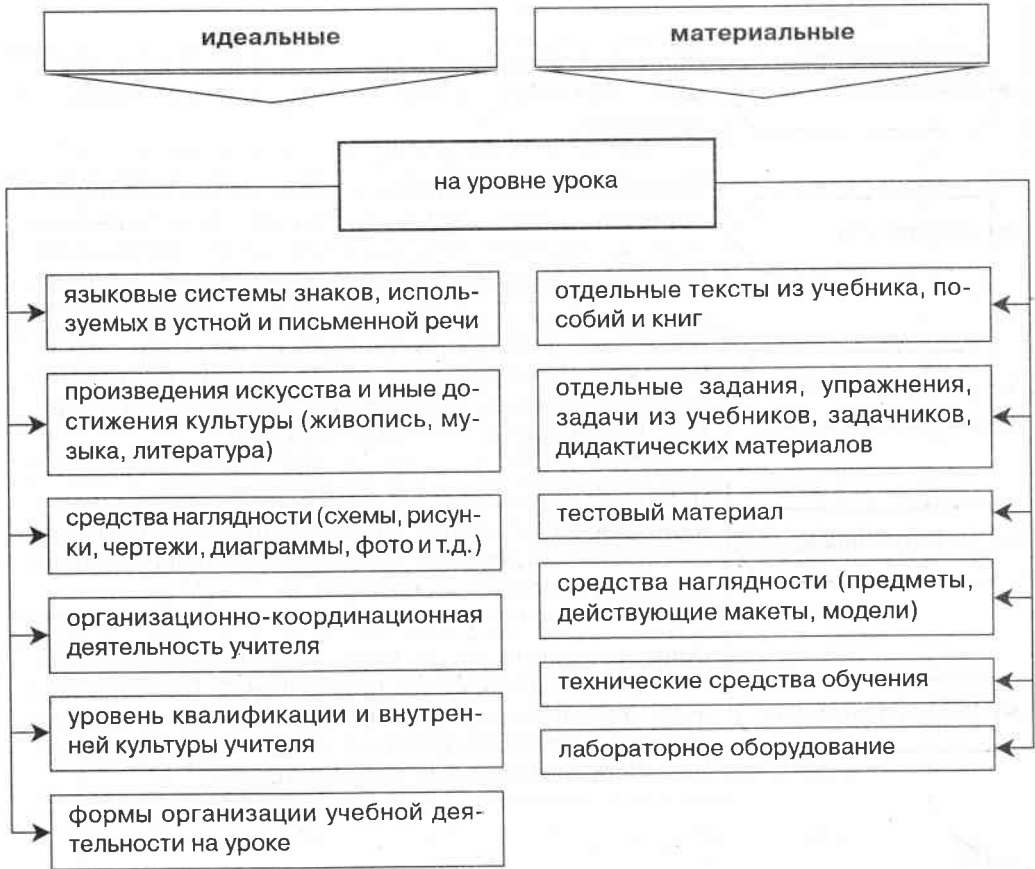 идеальные
материальные
на уровне урока
языковые системы знаков, исполь-
зуемых в устной и письменной речи
произведения искусства и иные до-
стижения культуры (живопись, му-
зыка, литература)
средства наглядности (схемы, рисун-
ки, чертежи, диаграммы, фото и т.д.)
организационно-координационная
деятельность учителя
уровень квалификации и внутрен-
ней культуры учителя
формы организации учебной дея-
тельности на уроке
отдельные тексты из учебника, по-
собий и книг
отдельные задания, упражнения,
задачи из учебников, задачников,
дидактических материалов
тестовый материал
средства наглядности (предметы,
действующие макеты, модели)
технические средства обучения
лабораторное оборудование